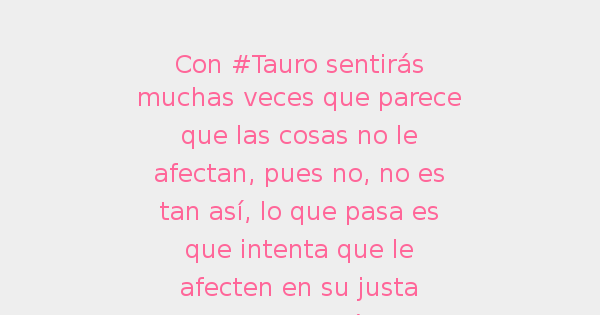 Con #Tauro sentirás
muchas veces que parece
que las cosas no le
afectan, pues no, no es
tan así, lo que pasa es
que intenta que le
afecten en su justa